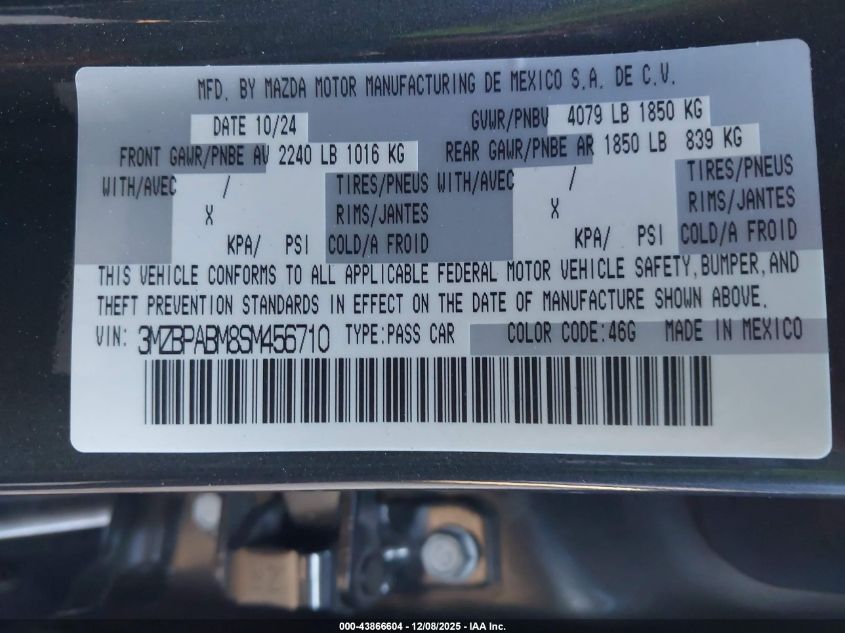 MFD. BY MAZDA MOTOR MANUFACTURING DE MEXICO S.A. DE C.V.
DATE 10/24 GVWR/PNBV 4079 LB 1850 KG
FRONT GAWR/PNBE AV 2240 LB 1016 KG REAR GAWR/PNBE AR 1850 LB 839 KG
WITH/AVEC / TIRES/PNEUS WITH/AVEC / TIRES/PNEUS
X RIMS/JANTES X RIMS/JANTES
KPA/ PSI COLD/A FROID KPA/ PSI COLD/A FROID
THIS VEHICLE CONFORMS TO ALL APPLICABLE FEDERAL MOTOR VEHICLE SAFETY, BUMPER, AND
THEFT PREVENTION STANDARDS IN EFFECT ON THE DATE OF MANUFACTURE SHOWN ABOVE.
VIN: 3MZBPABM8SM456710 TYPE:PASS CAR COLOR CODE:46G MADE IN MEXICO
000-43866604 - 12/08/2025 - IAA Inc.